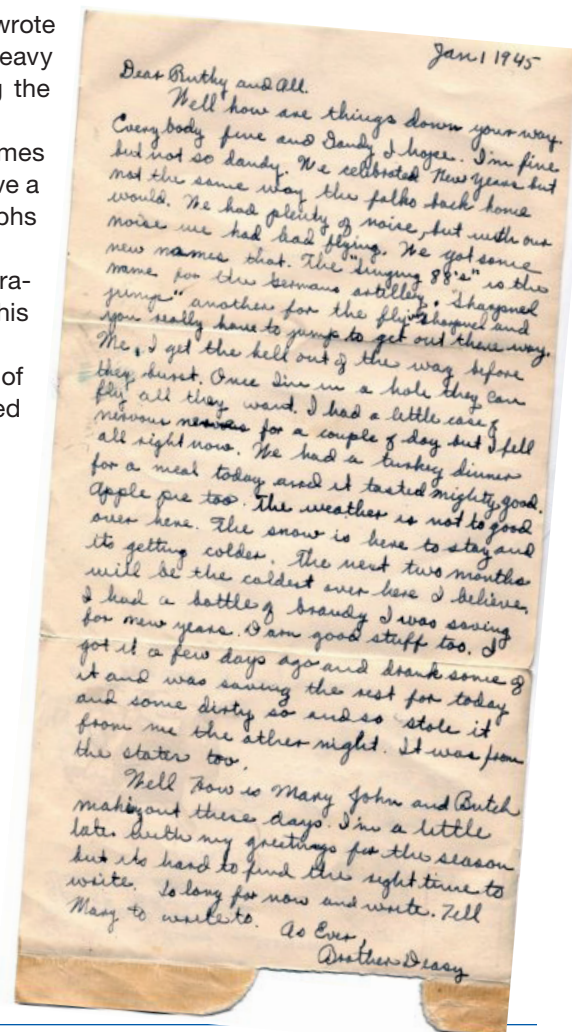 wrote
eavy
g the
mes
ve a
phs
ra-
his
of
ed
Jan 1 1945
Dear Ruthy and All.
Well how are things down your way.
Everybody fine and Dandy I hope. I'm fine
but not so dandy. We celebrated New Years but
not the same way the folks back home
would. We had plenty of noise, but with our
noise we had lead flying. We got some
new names that. The "singing 88's" is the
name for the Germans artillery. "Shrapnel
jump" another for the fly shrapnel and
you really have to jump to get out there way.
Me, I get the hell out of the way before
they burst. Once I'm in a hole they can
fly all they want. I had a little case of
nervous nerves for a couple of day but I fell
all right now. We had a turkey dinner
for a meal today and it tasted mighty good.
Apple pie too. The weather is not to good
over here. The snow is here to stay and
its getting colder. The next two months
will be the coldest over here I believe.
I had a bottle of brandy I was saving
for new years. Darn good stuff too. I
got it a few days ago and drank some of
it and was saving the rest for today
and some dirty so and so stole it
from me the other night. It was from
the states too.
Well How is Mary John and Butch
making out these days. I'm a little
late with my greetings for the season
but its hard to find the right time to
write. So long for now and write. Tell
Mary to write to. As Ever,
Brother Deasy